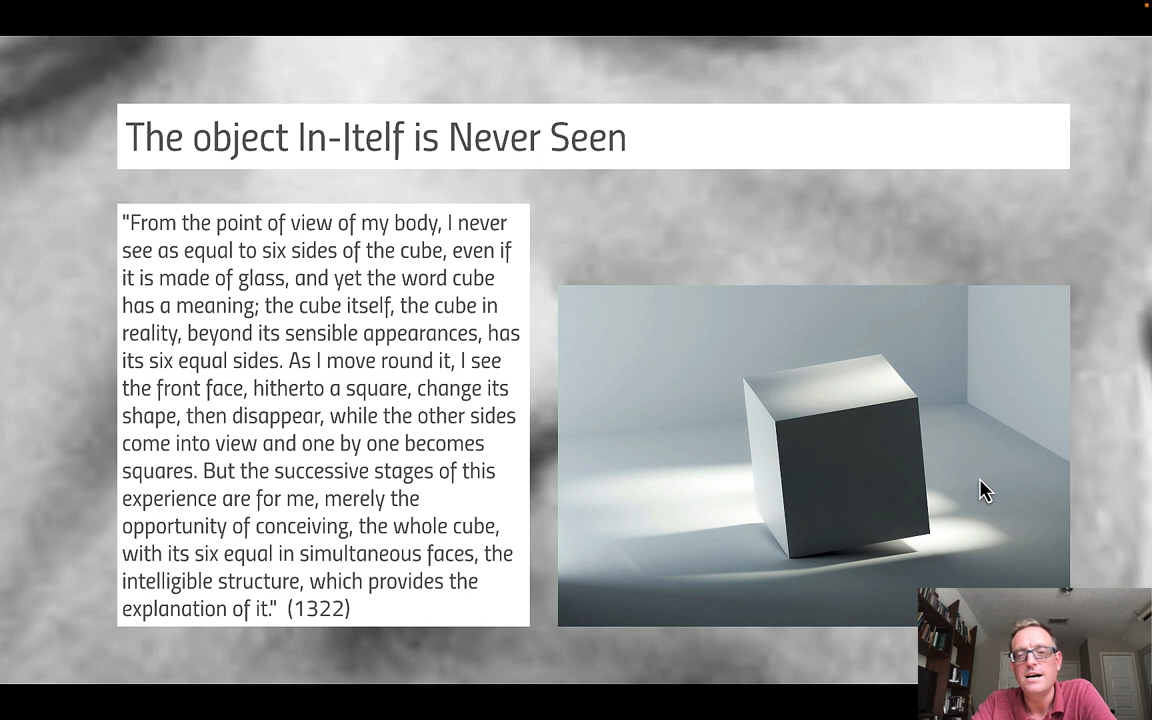 The object In-Itelf is Never Seen
"From the point of view of my body, I never
see as equal to six sides of the cube, even if
it is made of glass, and yet the word cube
has a meaning; the cube itself, the cube in
reality, beyond its sensible appearances, has
its six equal sides. As I move round it, I see
the front face, hitherto a square, change its
shape, then disappear, while the other sides
come into view and one by one becomes
squares. But the successive stages of this
experience are for me, merely the
opportunity of conceiving, the whole cube,
with its six equal in simultaneous faces, the
intelligible structure, which provides the
explanation of it." (1322)